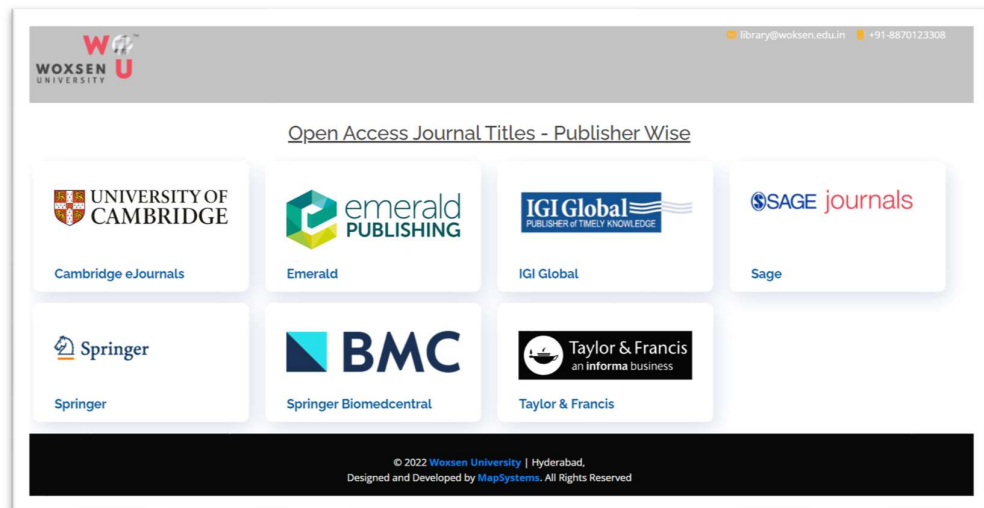 WOXSEN U
UNIVERSITY
library@woksen.edu.in +91-8870123308
Open Access Journal Titles - Publisher Wise
UNIVERSITY OF
CAMBRIDGE
Cambridge eJournals
emerald
PUBLISHING
Emerald
IGI Global
PUBLISHER of TIMELY KNOWLEDGE
IGI Global
SAGE journals
Sage
Springer
Springer
BMC
Springer Biomedcentral
Taylor & Francis
an informa business
Taylor & Francis
© 2022 Woxsen University | Hyderabad,
Designed and Developed by MapSystems. All Rights Reserved